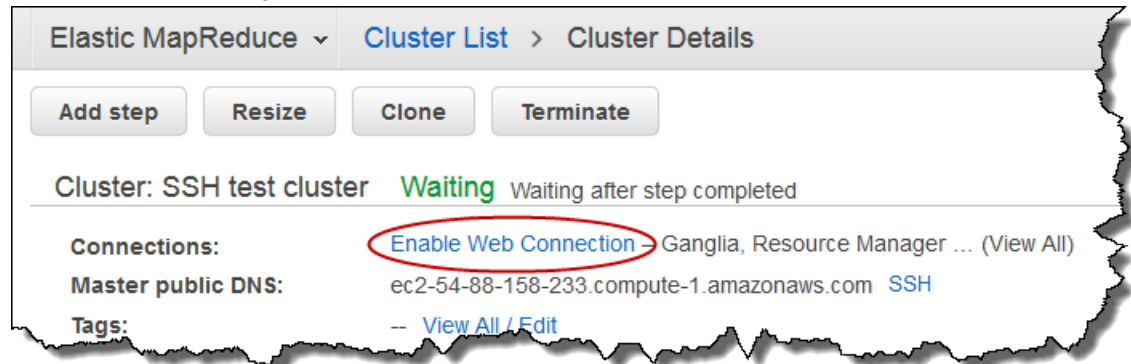 Elastic MapReduce Cluster List > Cluster Details
Add step Resize Clone Terminate
Cluster: SSH test cluster Waiting Waiting after step completed
Connections: Enable Web Connection – Ganglia, Resource Manager ... (View All)
Master public DNS: ec2-54-88-158-233.compute-1.amazonaws.com SSH
Tags: -- View All / Edit